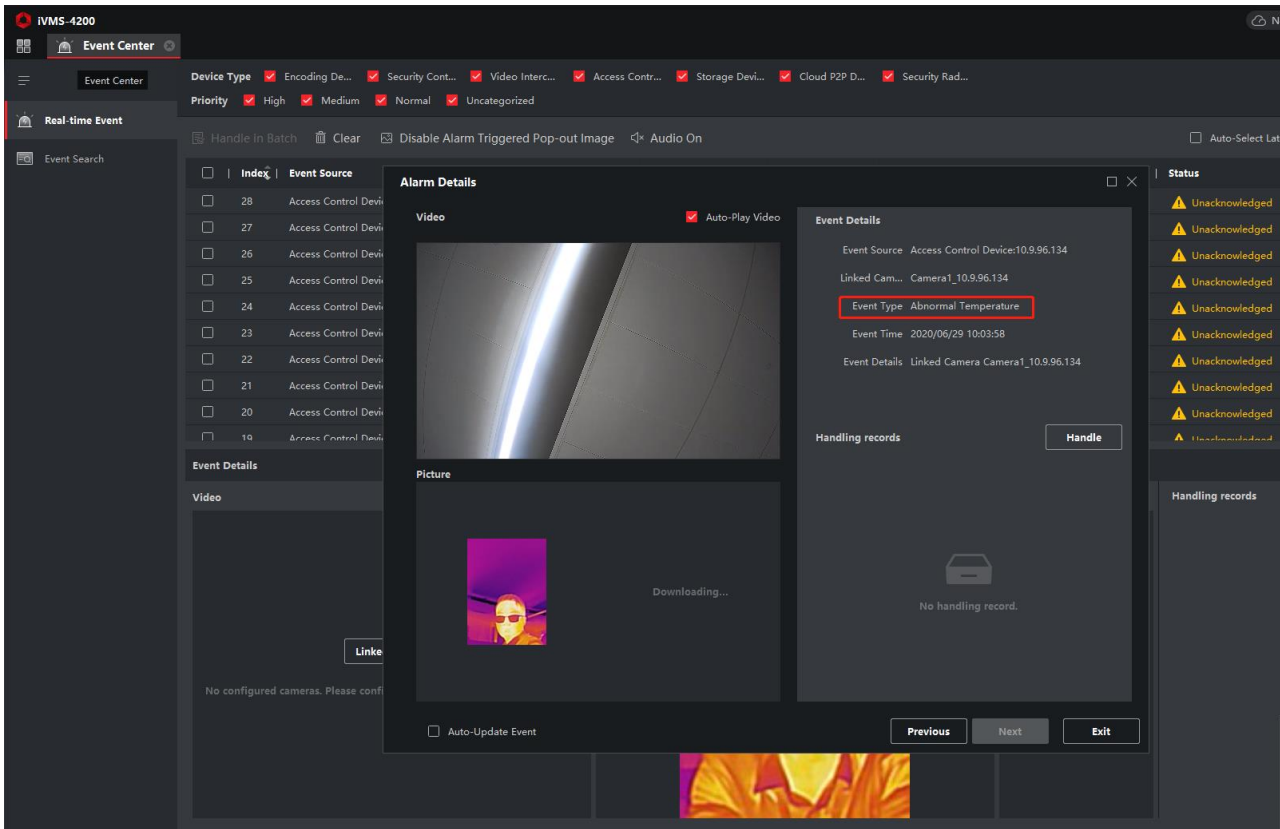 iVMS-4200
N
Event Center
Event Center
Device Type Encoding De... Security Cont... Video Interc... Access Contr... Storage Devi... Cloud P2P D... Security Rad...
Priority High Medium Normal Uncategorized
Real-time Event
Event Search
Handle in Batch Clear Disable Alarm Triggered Pop-out Image Audio On Auto-Select Lat
Index Event Source Status
28 Access Control Devi Unacknowledged
27 Access Control Devi Unacknowledged
26 Access Control Devi Unacknowledged
25 Access Control Devi Unacknowledged
24 Access Control Devi Unacknowledged
23 Access Control Devi Unacknowledged
22 Access Control Devi Unacknowledged
21 Access Control Devi Unacknowledged
20 Access Control Devi Unacknowledged
19 Access Control Devi Unacknowledged
Event Details
Video
Linke
No configured cameras. Please confi
Handling records
Alarm Details
Video Auto-Play Video
Picture
Downloading...
Event Details
Event Source Access Control Device:10.9.96.134
Linked Cam... Camera1_10.9.96.134
Event Type Abnormal Temperature
Event Time 2020/06/29 10:03:58
Event Details Linked Camera Camera1_10.9.96.134
Handling records Handle
No handling record.
Auto-Update Event Previous Next Exit